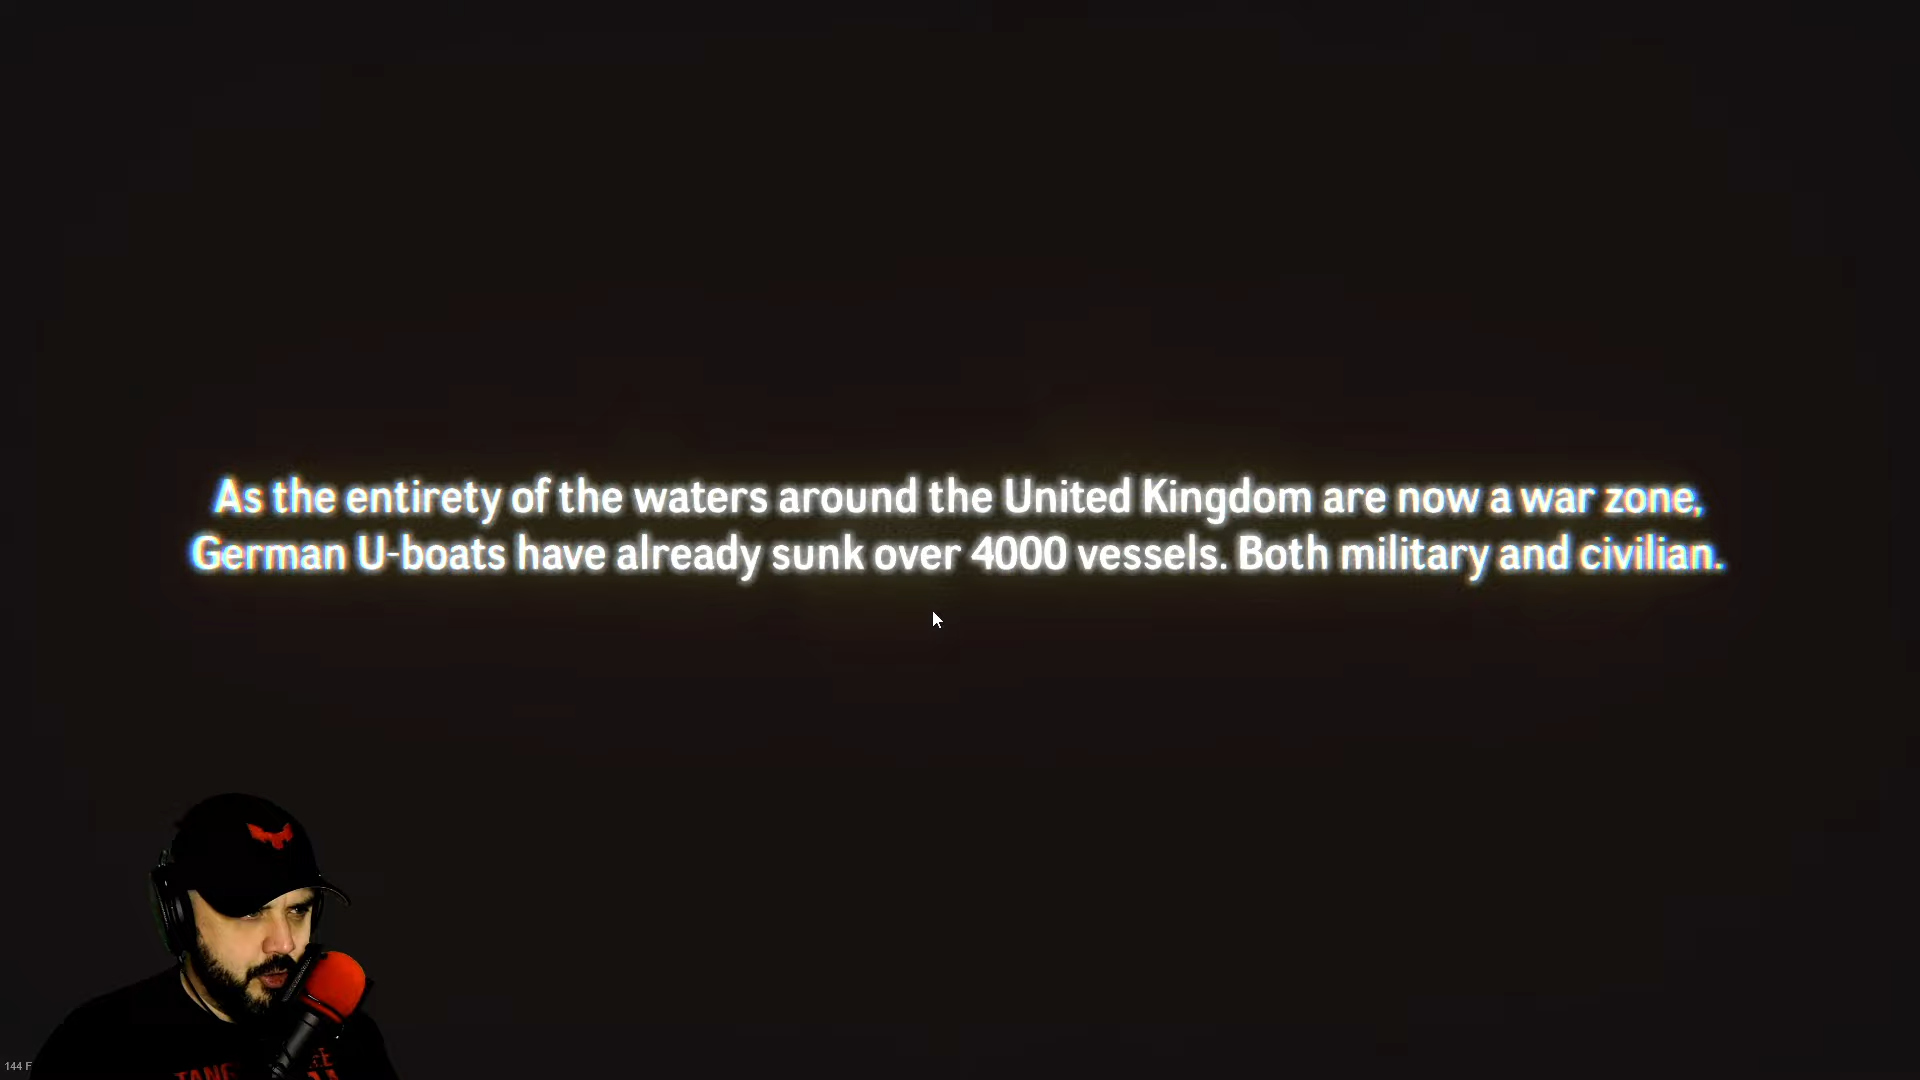 As the entirety of the waters around the United Kingdom are now a war zone,
German U-boats have already sunk over 4000 vessels. Both military and civilian.
144 F